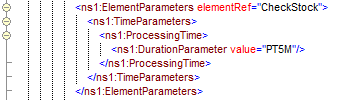 <ns1:ElementParameters elementRef="CheckStock">
<ns1:TimeParameters>
<ns1:ProcessingTime>
<ns1:DurationParameter value="PT5M"/>
</ns1:ProcessingTime>
</ns1:TimeParameters>
</ns1:ElementParameters>